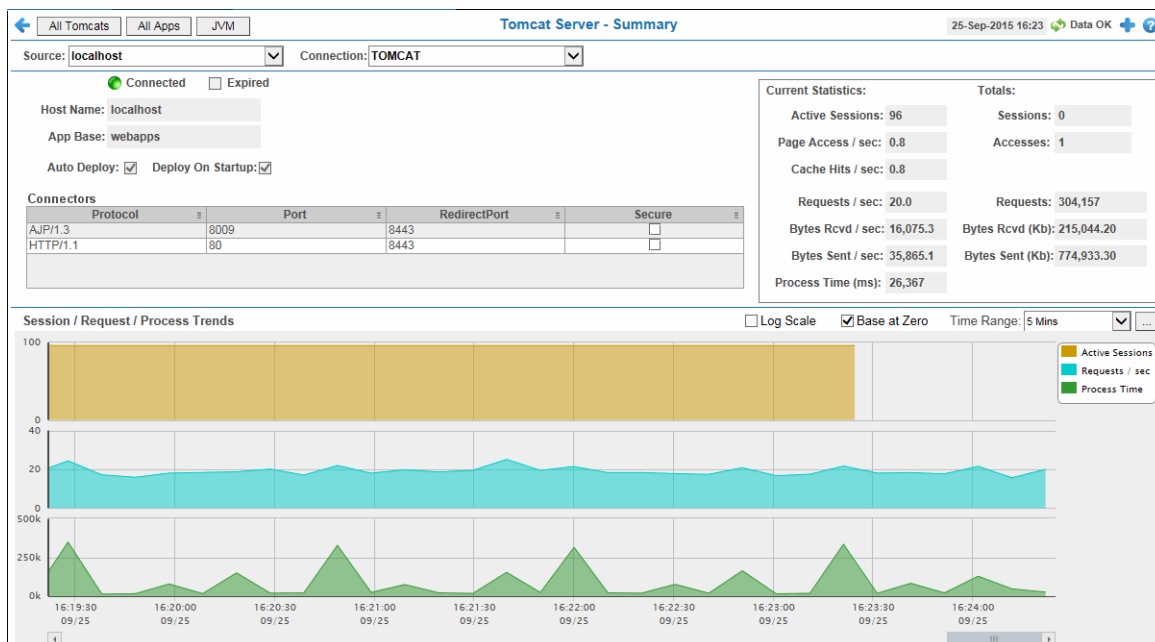 All Tomcats All Apps JVM Tomcat Server - Summary 25-Sep-2015 16:23 Data OK
Source: localhost Connection: TOMCAT
Connected Expired
Host Name: localhost
App Base: webapps
Auto Deploy: Deploy On Startup:
Connectors
Protocol Port RedirectPort Secure
AJP/1.3 8009 8443
HTTP/1.1 80 8443
Current Statistics: Totals:
Active Sessions: 96 Sessions: 0
Page Access / sec: 0.8 Accesses: 1
Cache Hits / sec: 0.8
Requests / sec: 20.0 Requests: 304,157
Bytes Rcvd / sec: 16,075.3 Bytes Rcvd (Kb): 215,044.20
Bytes Sent / sec: 35,865.1 Bytes Sent (Kb): 774,933.30
Process Time (ms): 26,367
Session / Request / Process Trends Log Scale Base at Zero Time Range: 5 Mins ...
100
0
40
20
0
500k
250k
0k
Active Sessions
Requests / sec
Process Time
16:19:30 16:20:00 16:20:30 16:21:00 16:21:30 16:22:00 16:22:30 16:23:00 16:23:30 16:24:00
09/25 09/25 09/25 09/25 09/25 09/25 09/25 09/25 09/25 09/25